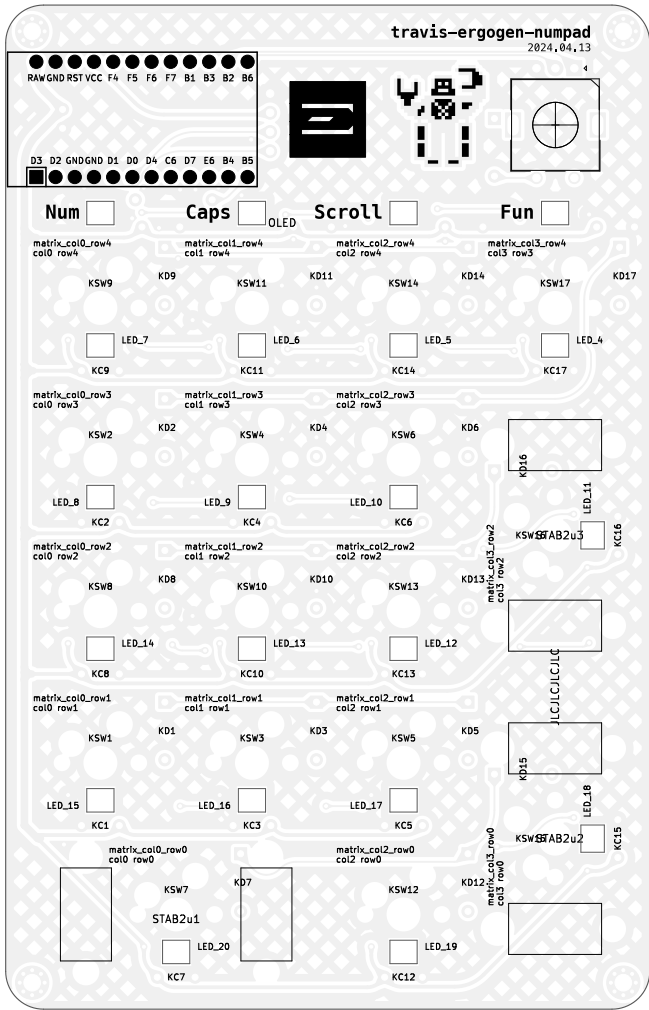 travis-ergogen-numpad
2024.04.13
RAW GND RST VCC F4 F5 F6 F7 B1 B3 B2 B6
D3 D2 GND GND D1 D0 D4 C6 D7 E6 B4 B5
Num Caps Scroll Fun
OLED
matrix_col0_row4 matrix_col1_row4 matrix_col2_row4 matrix_col3_row4
col0 row4 col1 row4 col2 row4 col3 row3
KSW9 KD9 KSW11 KD11 KSW14 KD14 KSW17 KD17
LED_7 LED_6 LED_5 LED_4
KC9 KC11 KC14 KC17
matrix_col0_row3 matrix_col1_row3 matrix_col2_row3
col0 row3 col1 row3 col2 row3
KSW2 KD2 KSW4 KD4 KSW6 KD6
KD16
LED_8 LED_9 LED_10 LED_11
KC2 KC4 KC6
STAB2u3 KC16
matrix_col0_row2 matrix_col1_row2 matrix_col2_row2 matrix_col3_row2
col0 row2 col1 row2 col2 row2 col3 row2
KSW8 KD8 KSW10 KD10 KSW13 KD13
LED_14 LED_13 LED_12
KC8 KC10 KC13
JLCJLCJLCJLC
matrix_col0_row1 matrix_col1_row1 matrix_col2_row1
col0 row1 col1 row1 col2 row1
KSW1 KD1 KSW3 KD3 KSW5 KD5
KD15
LED_15 LED_16 LED_17 LED_18
KC1 KC3 KC5
STAB2u2 KC15
matrix_col0_row0 matrix_col2_row0 matrix_col3_row0
col0 row0 col2 row0 col3 row0
KSW7 KD7 KSW12 KD12
STAB2u1
LED_20 LED_19
KC7 KC12